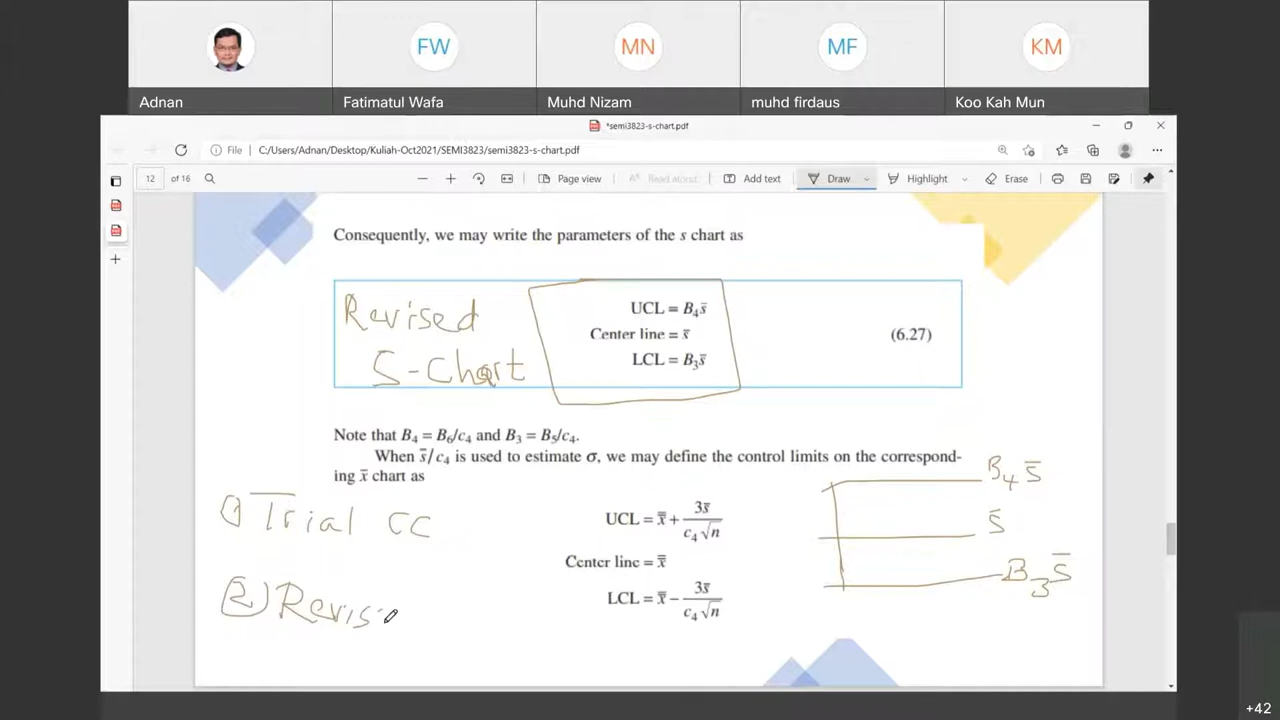 FW
MN
MF
KM
Adnan
Fatimatul Wafa
Muhd Nizam
muhd firdaus
Koo Kah Mun
*semi3823-s-chart.pdf
File | C:/Users/Adnan/Desktop/Kuliah-Oct2021/SEMI3823/semi3823-s-chart.pdf
12 of 16
Page view
Read aloud
Add text
Draw
Highlight
Erase
Consequently, we may write the parameters of the s chart as
Revised
S-Chart
UCL = B₄s̄
Center line = s̄
LCL = B₃s̄
(6.27)
Note that B₄ = B₆/c₄ and B₃ = B₅/c₄.
When s̄/c₄ is used to estimate σ, we may define the control limits on the correspond-
ing x̄ chart as
UCL = x̿ + 3s̄/(c₄√n)
Center line = x̿
LCL = x̿ − 3s̄/(c₄√n)
① Trial CC
② Revis
B₄ s̄
s̄
B₃ s̄
+42